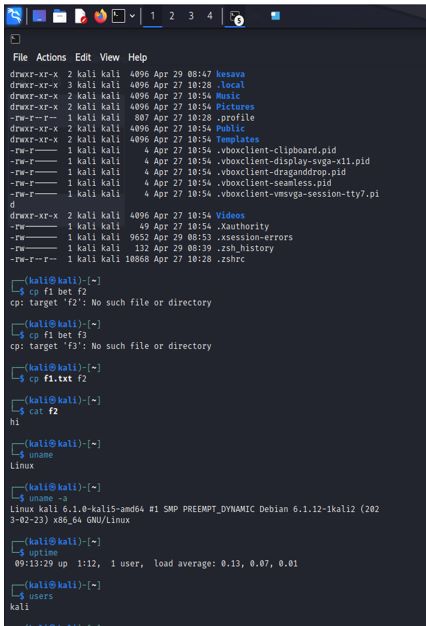 1 2 3 4 5
File Actions Edit View Help
drwxr-xr-x 2 kali kali 4096 Apr 29 08:47 kesava
drwxr-xr-x 3 kali kali 4096 Apr 27 10:28 .local
drwxr-xr-x 2 kali kali 4096 Apr 27 10:54 Music
drwxr-xr-x 2 kali kali 4096 Apr 27 10:54 Pictures
-rw-r--r-- 1 kali kali 807 Apr 27 10:28 .profile
drwxr-xr-x 2 kali kali 4096 Apr 27 10:54 Public
drwxr-xr-x 2 kali kali 4096 Apr 27 10:54 Templates
-rw-r----- 1 kali kali 4 Apr 27 10:54 .vboxclient-clipboard.pid
-rw-r----- 1 kali kali 4 Apr 27 10:54 .vboxclient-display-svga-x11.pid
-rw-r----- 1 kali kali 4 Apr 27 10:54 .vboxclient-draganddrop.pid
-rw-r----- 1 kali kali 4 Apr 27 10:54 .vboxclient-seamless.pid
-rw-r----- 1 kali kali 4 Apr 27 10:54 .vboxclient-vmsvga-session-tty7.pi
d
drwxr-xr-x 2 kali kali 4096 Apr 27 10:54 Videos
-rw------- 1 kali kali 49 Apr 27 10:54 .Xauthority
-rw------- 1 kali kali 9652 Apr 29 08:53 .xsession-errors
-rw------- 1 kali kali 132 Apr 29 08:39 .zsh_history
-rw-r--r-- 1 kali kali 10868 Apr 27 10:28 .zshrc
┌──(kali㉿kali)-[~]
└─$ cp f1 bet f2
cp: target 'f2': No such file or directory
┌──(kali㉿kali)-[~]
└─$ cp f1 bet f3
cp: target 'f3': No such file or directory
┌──(kali㉿kali)-[~]
└─$ cp f1.txt f2
┌──(kali㉿kali)-[~]
└─$ cat f2
hi
┌──(kali㉿kali)-[~]
└─$ uname
Linux
┌──(kali㉿kali)-[~]
└─$ uname -a
Linux kali 6.1.0-kali5-amd64 #1 SMP PREEMPT_DYNAMIC Debian 6.1.12-1kali2 (202
3-02-23) x86_64 GNU/Linux
┌──(kali㉿kali)-[~]
└─$ uptime
09:13:29 up 1:12, 1 user, load average: 0.13, 0.07, 0.01
┌──(kali㉿kali)-[~]
└─$ users
kali